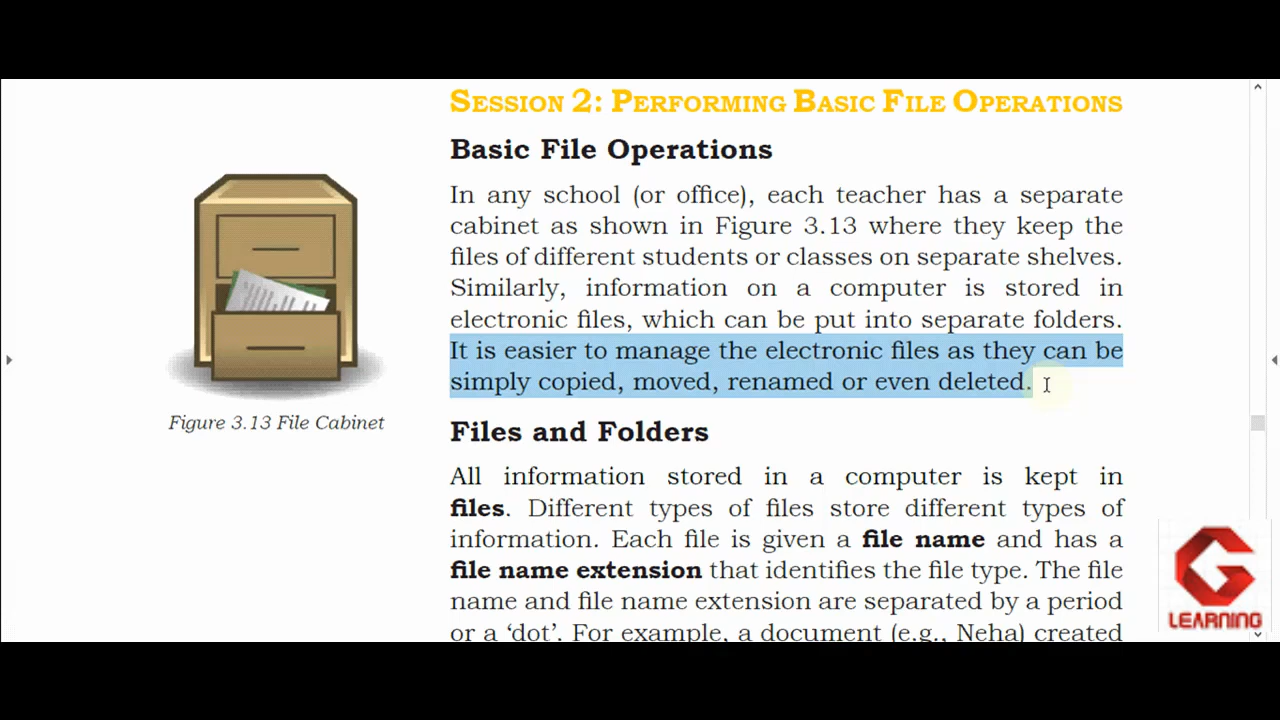 SESSION 2: PERFORMING BASIC FILE OPERATIONS
Basic File Operations
In any school (or office), each teacher has a separate
cabinet as shown in Figure 3.13 where they keep the
files of different students or classes on separate shelves.
Similarly, information on a computer is stored in
electronic files, which can be put into separate folders.
It is easier to manage the electronic files as they can be
simply copied, moved, renamed or even deleted.
Figure 3.13 File Cabinet
Files and Folders
All information stored in a computer is kept in
files. Different types of files store different types of
information. Each file is given a file name and has a
file name extension that identifies the file type. The file
name and file name extension are separated by a period
or a ‘dot’. For example, a document (e.g., Neha) created
G
LEARNING